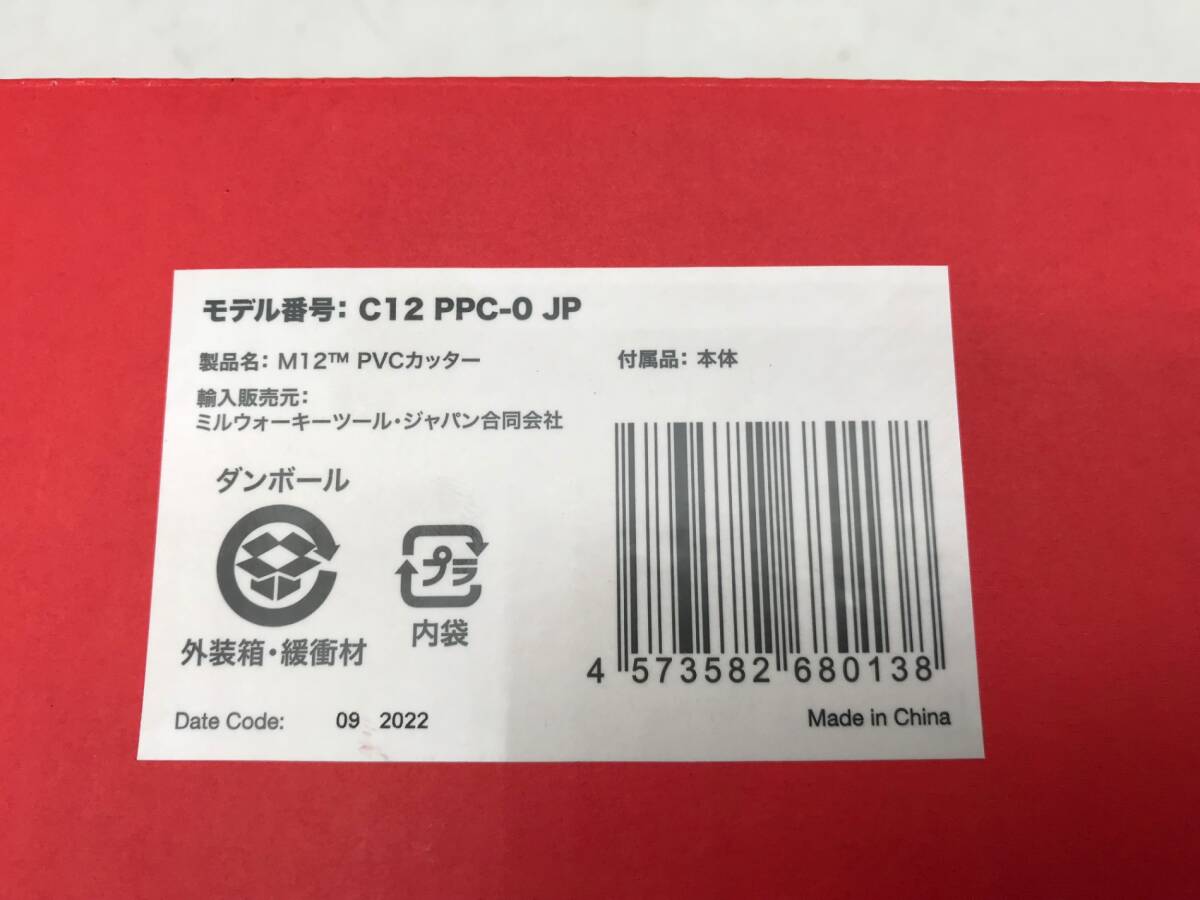 モデル番号: C12 PPC-0 JP
製品名: M12™ PVCカッター
付属品: 本体
輸入販売元:
ミルウォーキーツール・ジャパン合同会社
ダンボール
外装箱・緩衝材
プラ
内袋
4 573582 680138
Date Code: 09 2022
Made in China